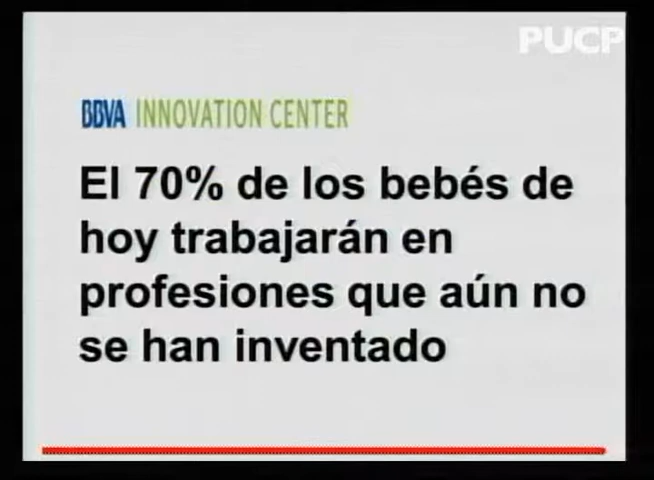 PUCP
BBVA INNOVATION CENTER
El 70% de los bebés de
hoy trabajarán en
profesiones que aún no
se han inventado